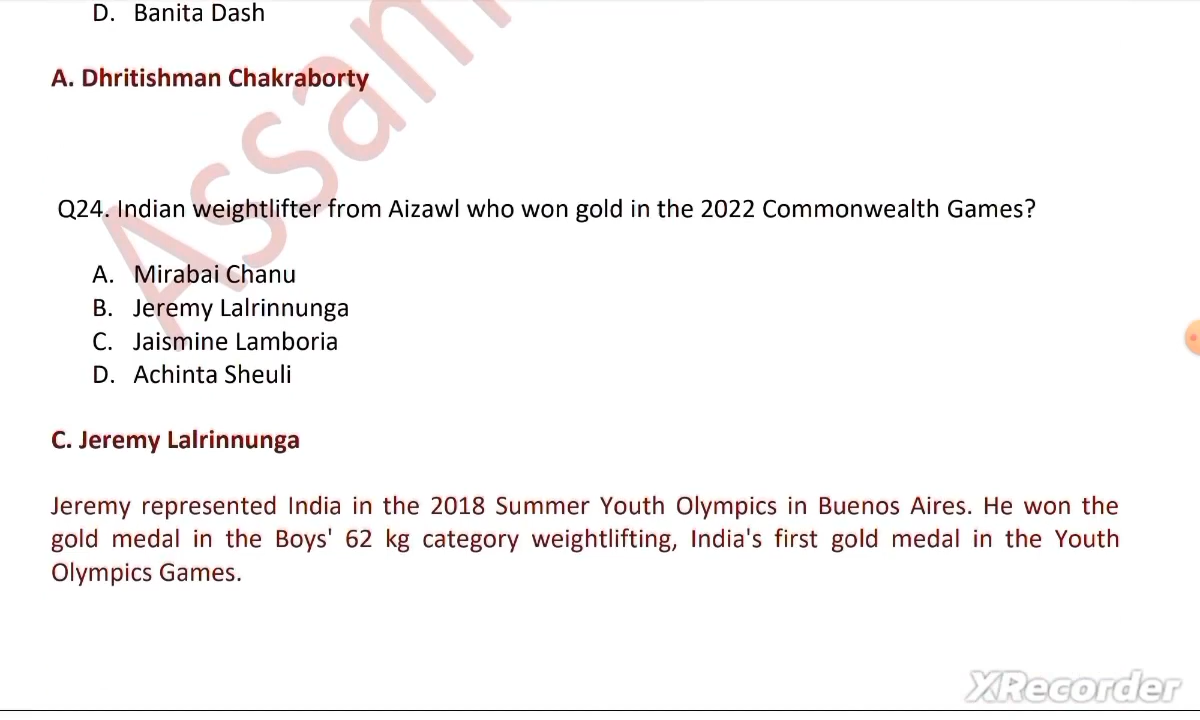 D. Banita Dash
A. Dhritishman Chakraborty
Assam
Q24. Indian weightlifter from Aizawl who won gold in the 2022 Commonwealth Games?
A. Mirabai Chanu
B. Jeremy Lalrinnunga
C. Jaismine Lamboria
D. Achinta Sheuli
C. Jeremy Lalrinnunga
Jeremy represented India in the 2018 Summer Youth Olympics in Buenos Aires. He won the
gold medal in the Boys' 62 kg category weightlifting, India's first gold medal in the Youth
Olympics Games.
XRecorder